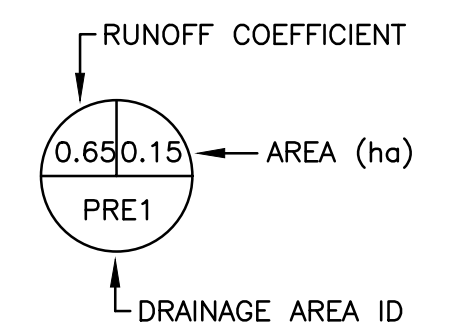 RUNOFF COEFFICIENT
0.65 0.15
AREA (ha)
PRE1
DRAINAGE AREA ID